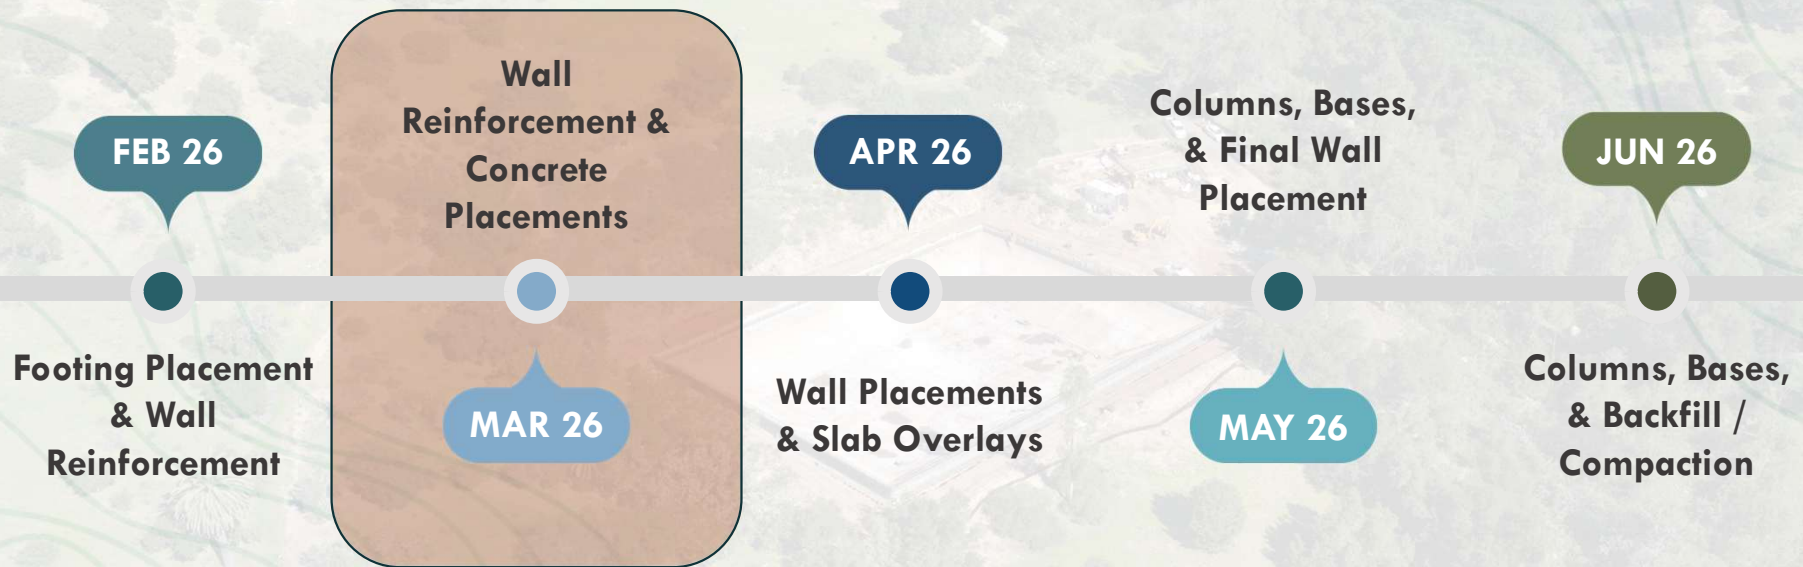 FEB 26
Footing Placement
& Wall
Reinforcement
Wall
Reinforcement &
Concrete
Placements
MAR 26
APR 26
Wall Placements
& Slab Overlays
Columns, Bases,
& Final Wall
Placement
MAY 26
JUN 26
Columns, Bases,
& Backfill /
Compaction